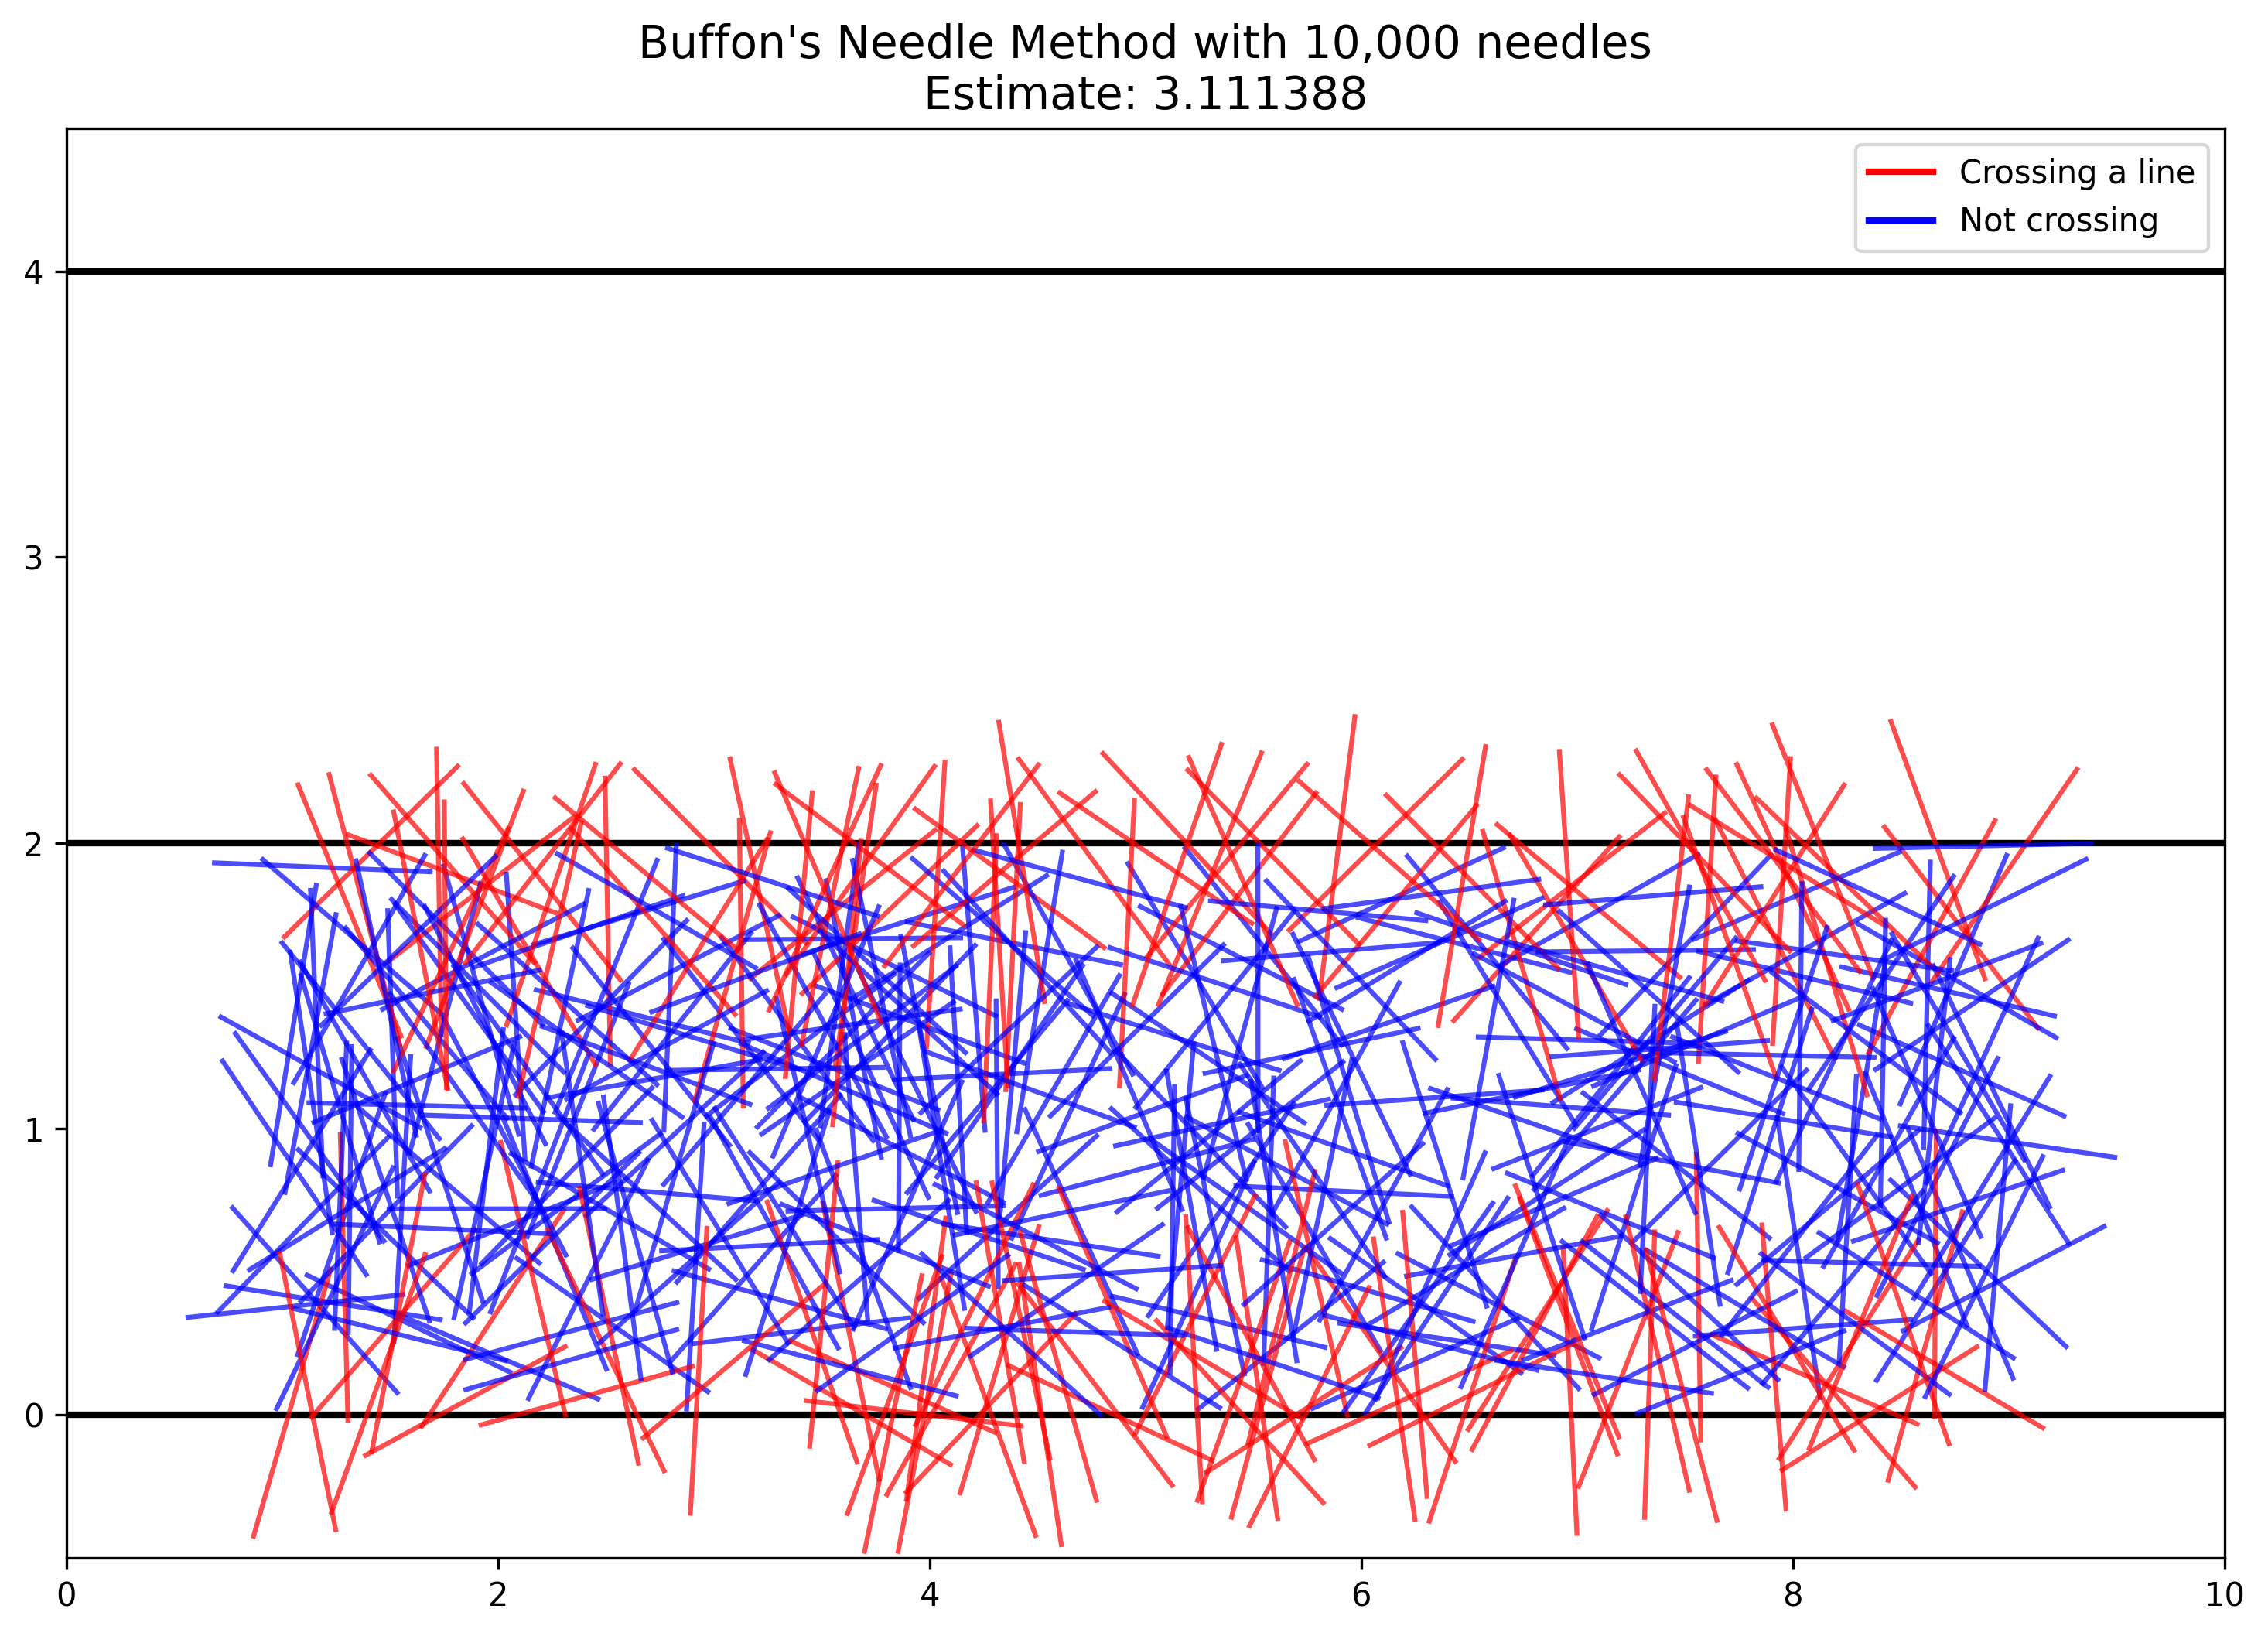 Buffon's Needle Method with 10,000 needles
Estimate: 3.111388
Crossing a line
Not crossing
4
3
2
1
0
0 2 4 6 8 10